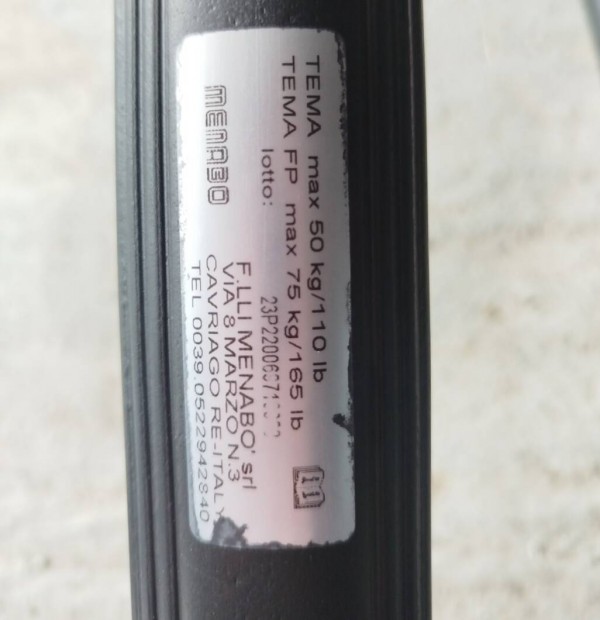 TEMA max 50 kg/110 lb
TEMA FP max 75 kg/165 lb
lotto:
MENABO
F.LLI MENABO' srl
VIA 8 MARZO N.3
CAVRIAGO RE-ITALY
TEL 0039.0522942840